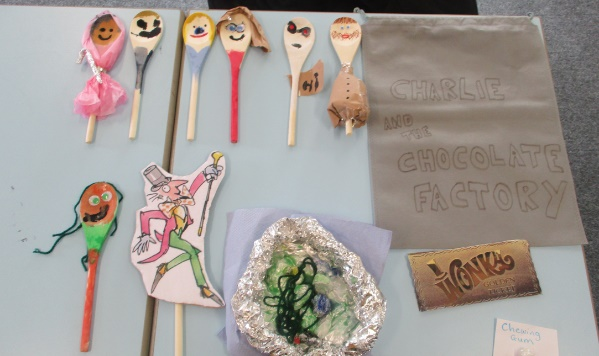 CHARLIE
AND THE
CHOCOLATE
FACTORY
WONKA
Chewing
Gum